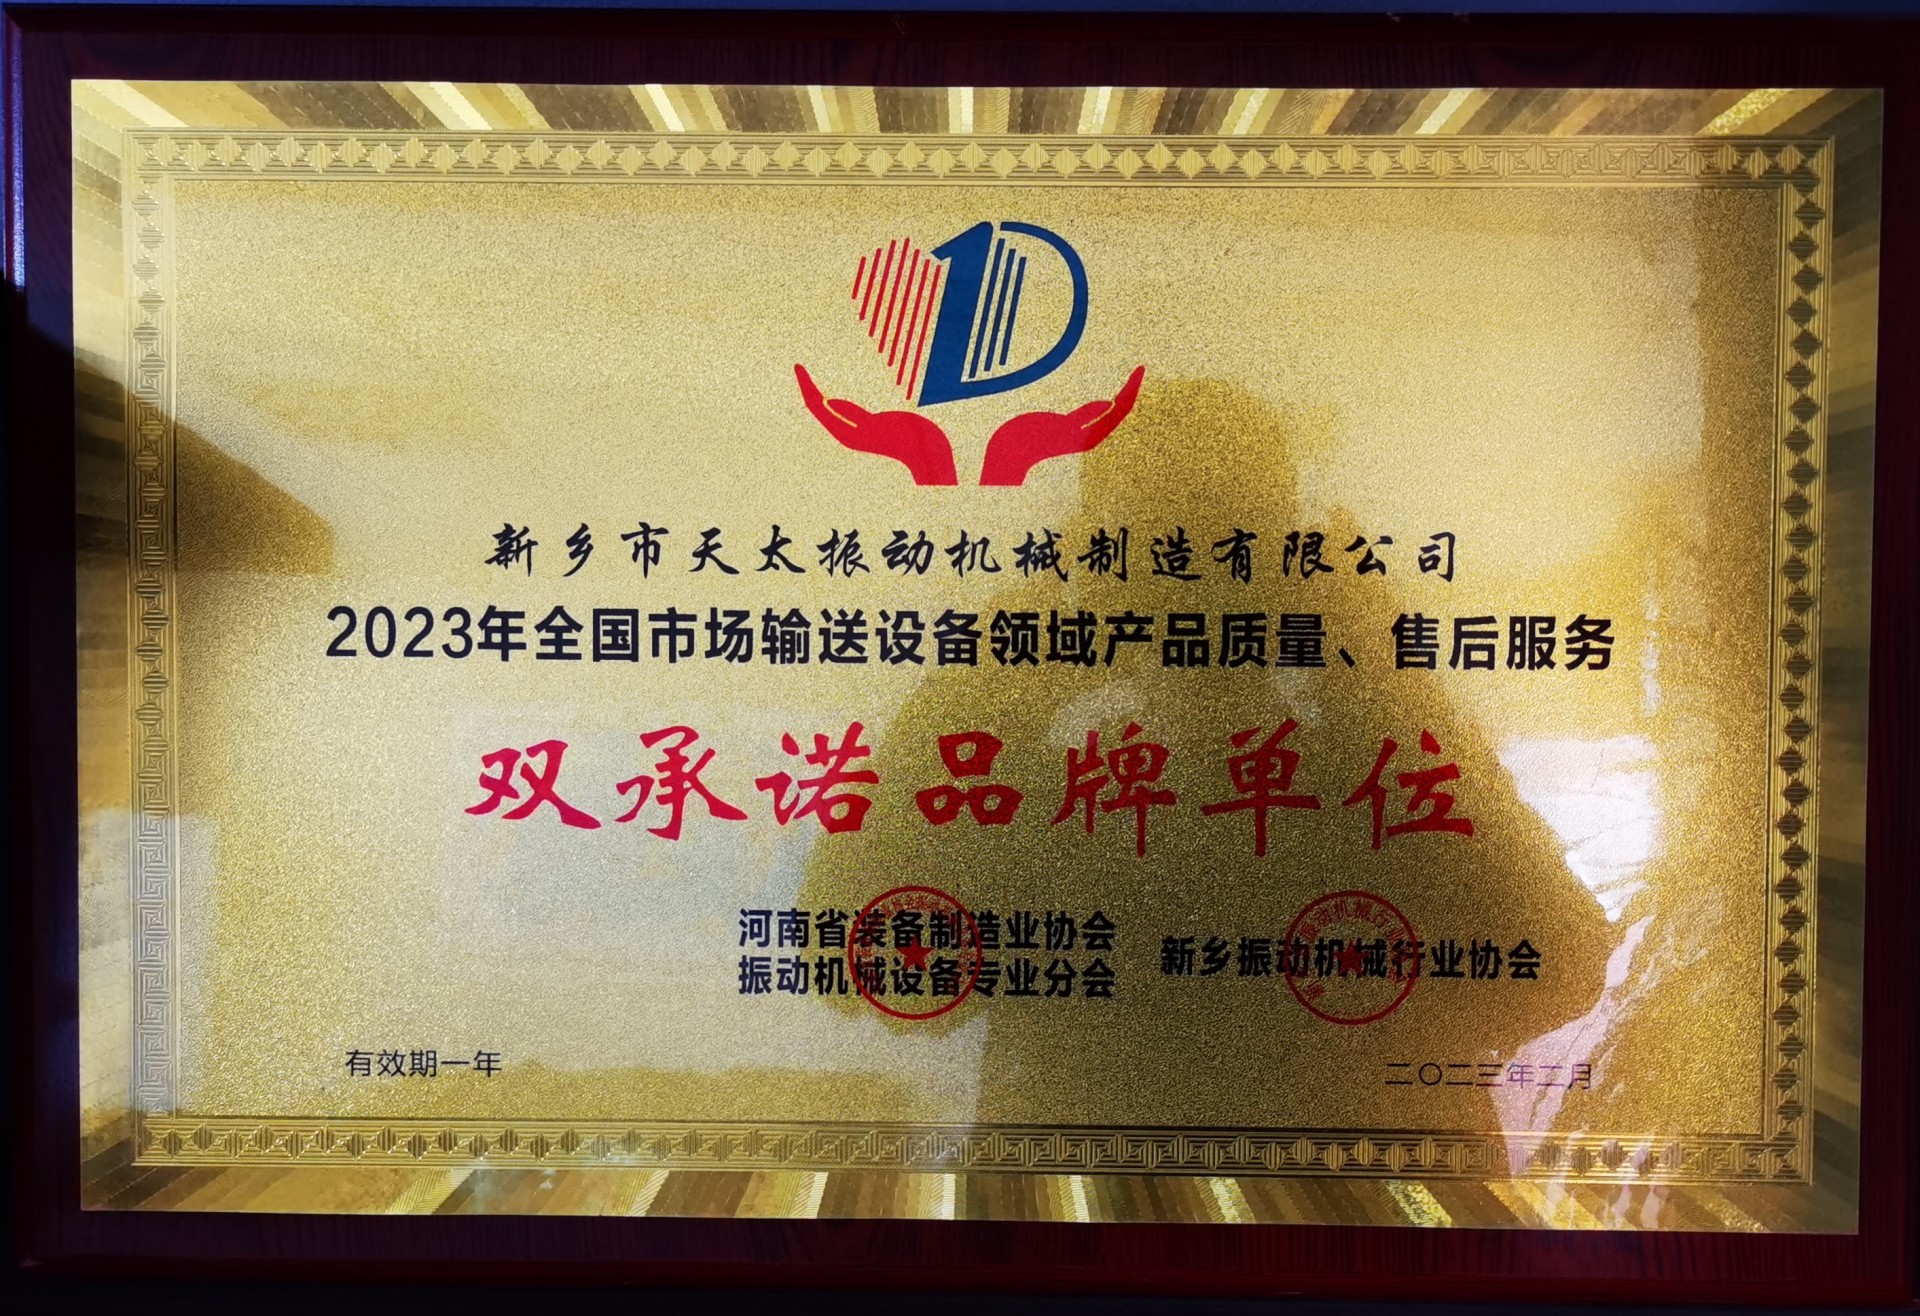 新乡市天太振动机械制造有限公司
2023年全国市场输送设备领域产品质量、售后服务
双承诺品牌单位
河南省装备制造业协会
振动机械设备专业分会
新乡振动机械行业协会
有效期一年
二〇二三年二月